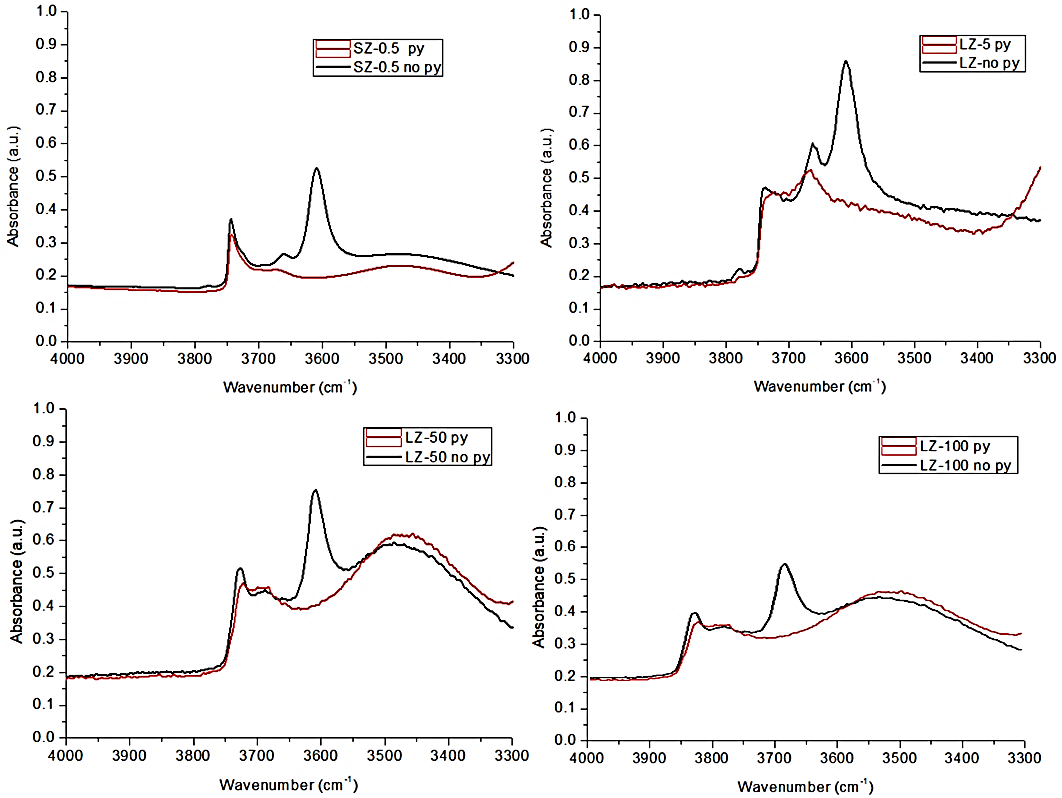 1.0
0.9
0.8
0.7
0.6
0.5
0.4
0.3
0.2
0.1
0.0
Absorbance (a.u.)
SZ-0.5 py
SZ-0.5 no py
4000 3900 3800 3700 3600 3500 3400 3300
Wavenumber (cm-1)
1.0
0.9
0.8
0.7
0.6
0.5
0.4
0.3
0.2
0.1
0.0
Absorbance (a.u.)
LZ-5 py
LZ-no py
4000 3900 3800 3700 3600 3500 3400 3300
Wavenumber (cm-1)
1.0
0.9
0.8
0.7
0.6
0.5
0.4
0.3
0.2
0.1
0.0
Absorbance (a.u.)
LZ-50 py
LZ-50 no py
4000 3900 3800 3700 3600 3500 3400 3300
Wavenumber (cm-1)
1.0
0.9
0.8
0.7
0.6
0.5
0.4
0.3
0.2
0.1
0.0
Absorbance (a.u.)
LZ-100 py
LZ-100 no py
4000 3900 3800 3700 3600 3500 3400 3300
Wavenumber (cm-1)